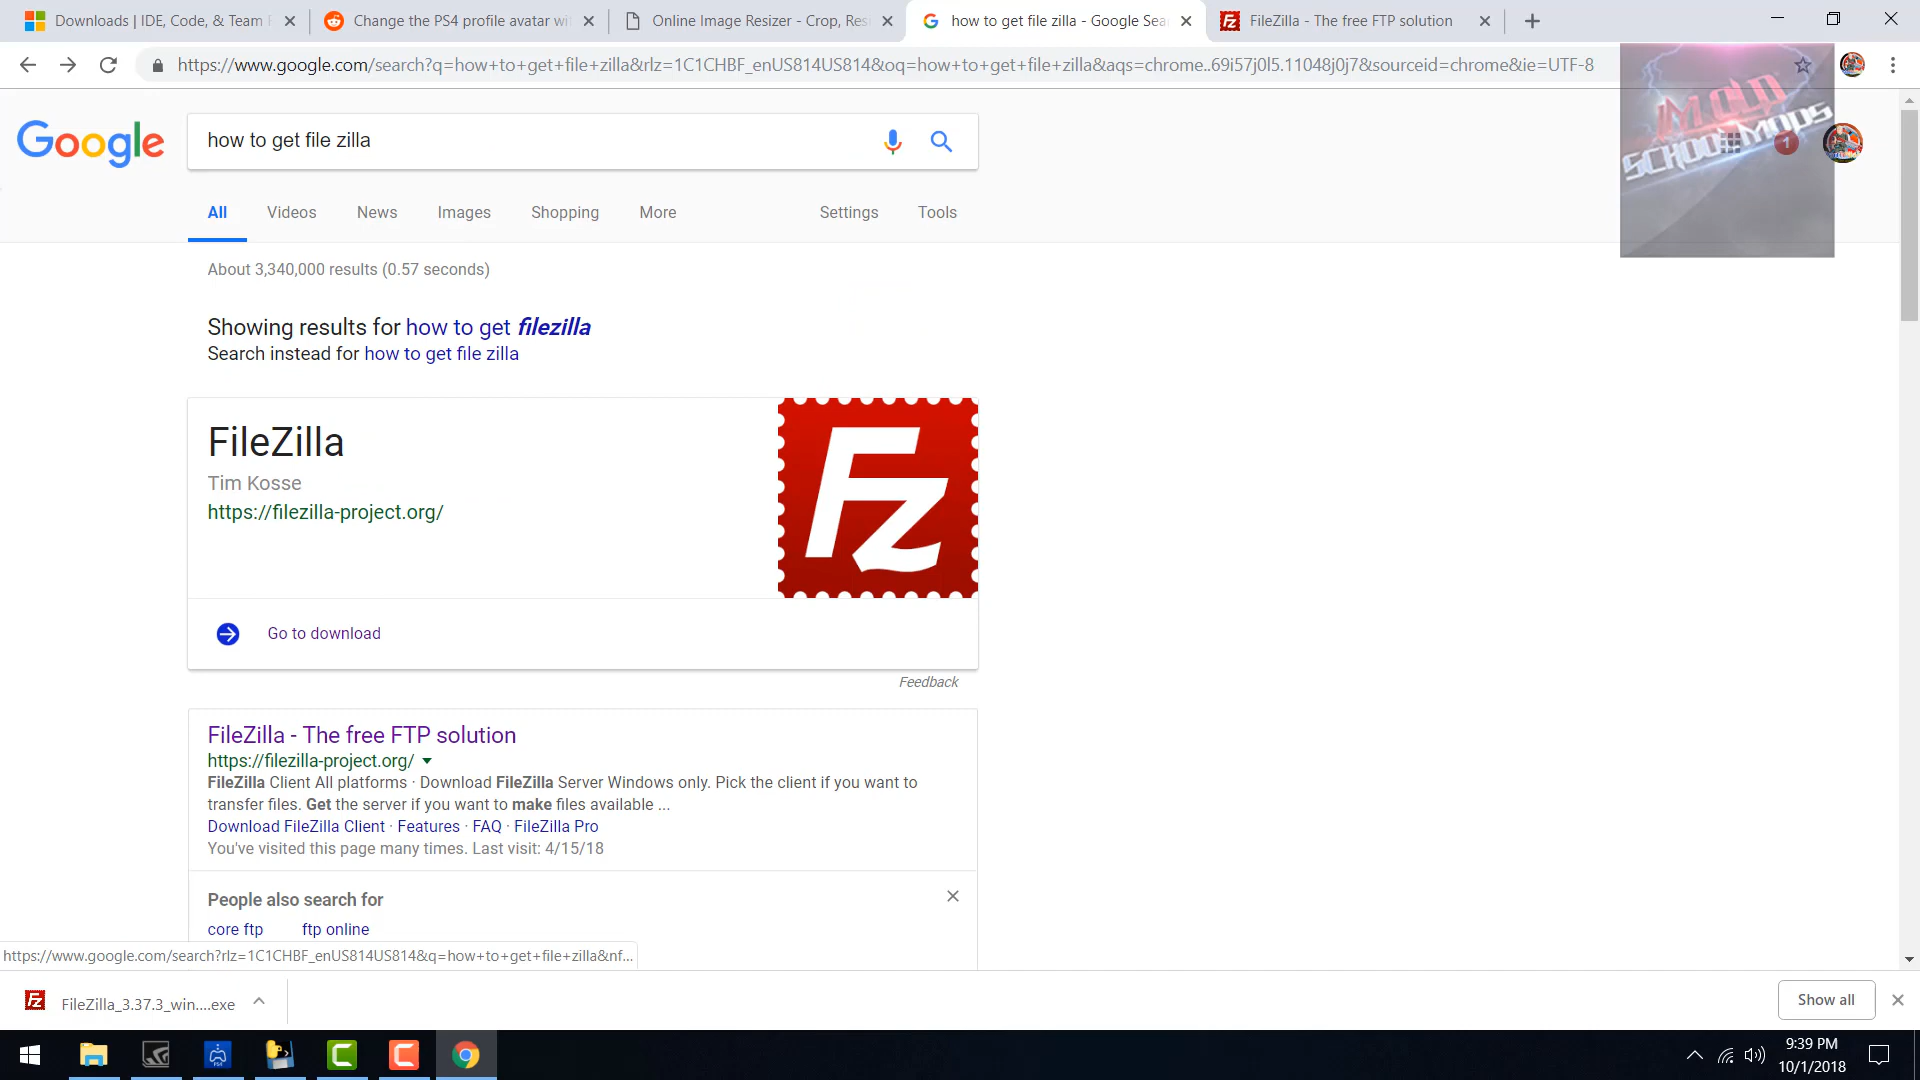 Downloads | IDE, Code, & Team
Change the PS4 profile avatar wi
Online Image Resizer - Crop, Res
how to get file zilla - Google Sea
FileZilla - The free FTP solution
https://www.google.com/search?q=how+to+get+file+zilla&rlz=1C1CHBF_enUS814US814&oq=how+to+get+file+zilla&aqs=chrome..69i57j0l5.11048j0j7&sourceid=chrome&ie=UTF-8
Google
how to get file zilla
IM OLD
SCHOOL MODS
1
All Videos News Images Shopping More Settings Tools
About 3,340,000 results (0.57 seconds)
Showing results for how to get filezilla
Search instead for how to get file zilla
FileZilla
Tim Kosse
https://filezilla-project.org/
Fz
Go to download
Feedback
FileZilla - The free FTP solution
https://filezilla-project.org/
FileZilla Client All platforms · Download FileZilla Server Windows only. Pick the client if you want to
transfer files. Get the server if you want to make files available ...
Download FileZilla Client · Features · FAQ · FileZilla Pro
You've visited this page many times. Last visit: 4/15/18
People also search for
core ftp ftp online
https://www.google.com/search?rlz=1C1CHBF_enUS814US814&q=how+to+get+file+zilla&nf...
FileZilla_3.37.3_win....exe
Show all
9:39 PM
10/1/2018